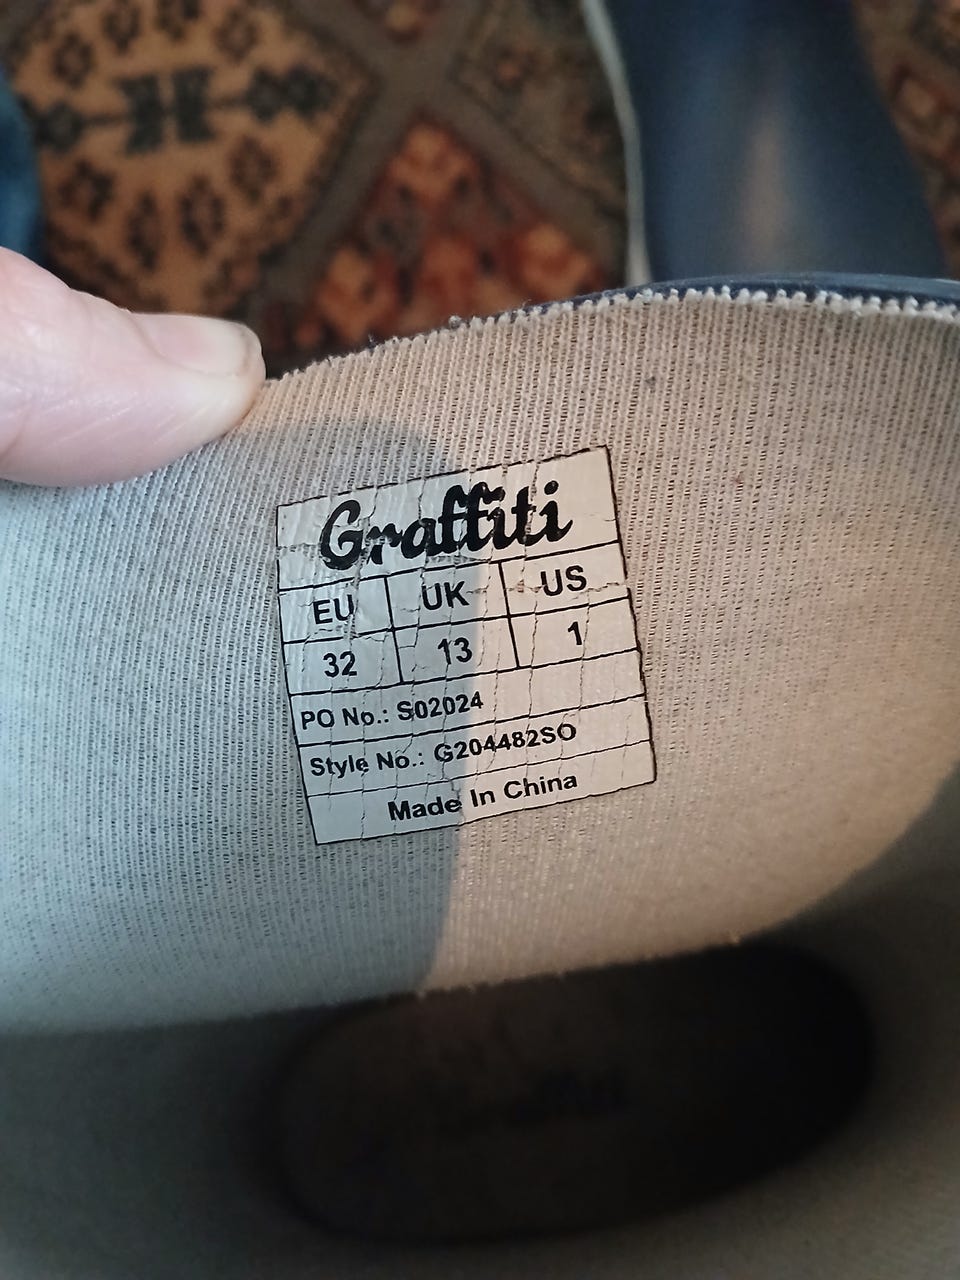 Graffiti
EU UK US
32 13 1
PO No.: S02024
Style No.: G204482SO
Made In China